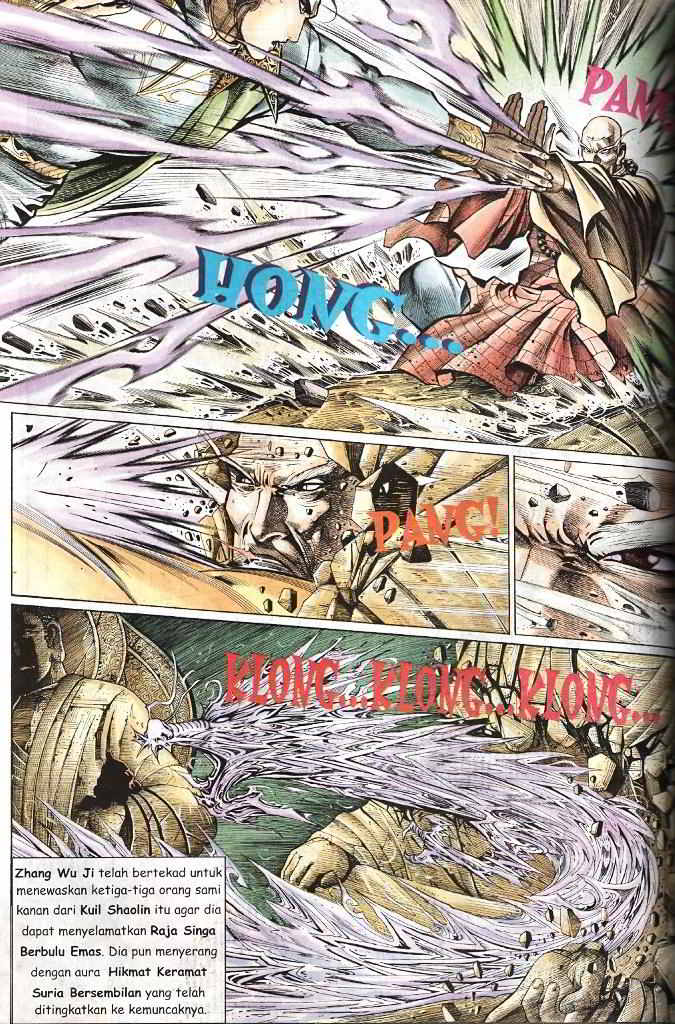 PANG
HONG...
PANG!
KLONG...KLONG...KLONG...
Zhang Wu Ji telah bertekad untuk
menewaskan ketiga-tiga orang sami
kanan dari Kuil Shaolin itu agar dia
dapat menyelamatkan Raja Singa
Berbulu Emas. Dia pun menyerang
dengan aura Hikmat Keramat
Suria Bersembilan yang telah
ditingkatkan ke kemuncaknya.